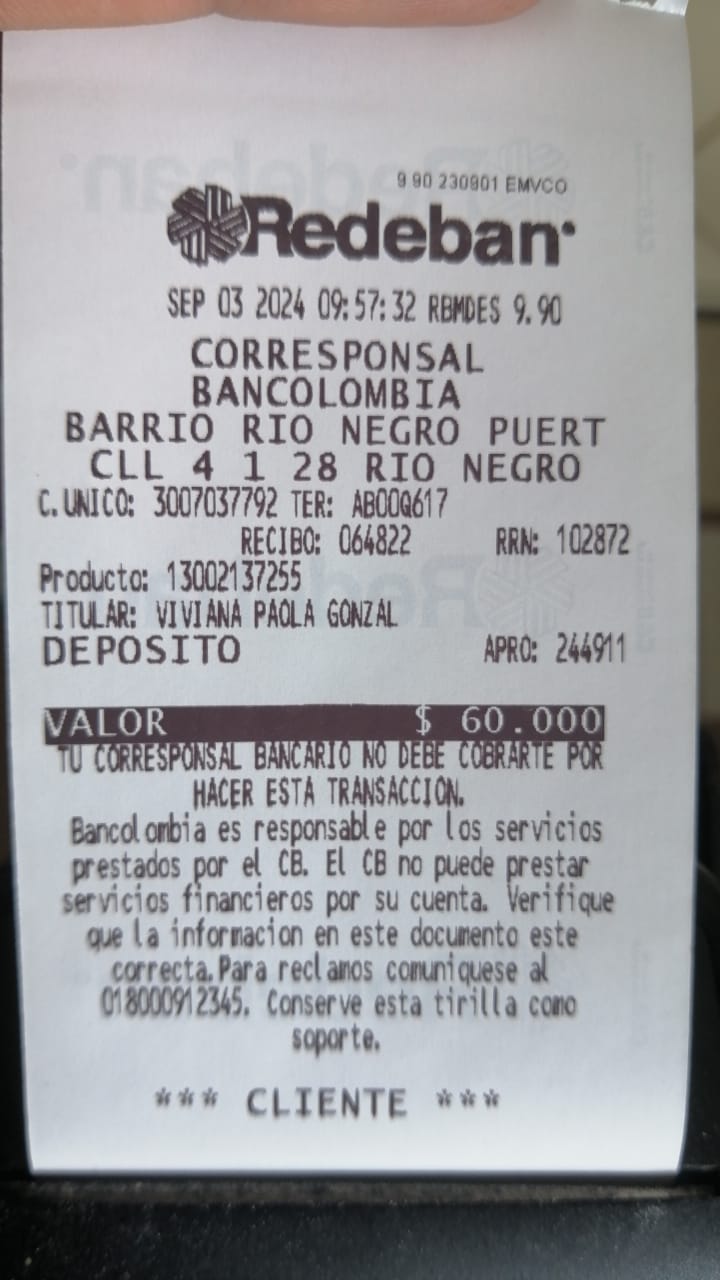 9 90 230901 EMVCO
Redeban
SEP 03 2024 09:57:32 RBMDES 9.90
CORRESPONSAL
BANCOLOMBIA
BARRIO RIO NEGRO PUERT
CLL 4 1 28 RIO NEGRO
C.UNICO: 3007037792 TER: AB00Q617
RECIBO: 064822 RRN: 102872
Producto: 13002137255
TITULAR: VIVIANA PAOLA GONZAL
DEPOSITO APRO: 244911
VALOR $ 60.000
TU CORRESPONSAL BANCARIO NO DEBE COBRARTE POR
HACER ESTA TRANSACCION.
Bancolombia es responsable por los servicios
prestados por el CB. El CB no puede prestar
servicios financieros por su cuenta. Verifique
que la informacion en este documento este
correcta.Para reclamos comuniquese al
018000912345. Conserve esta tirilla como
soporte.
*** CLIENTE ***